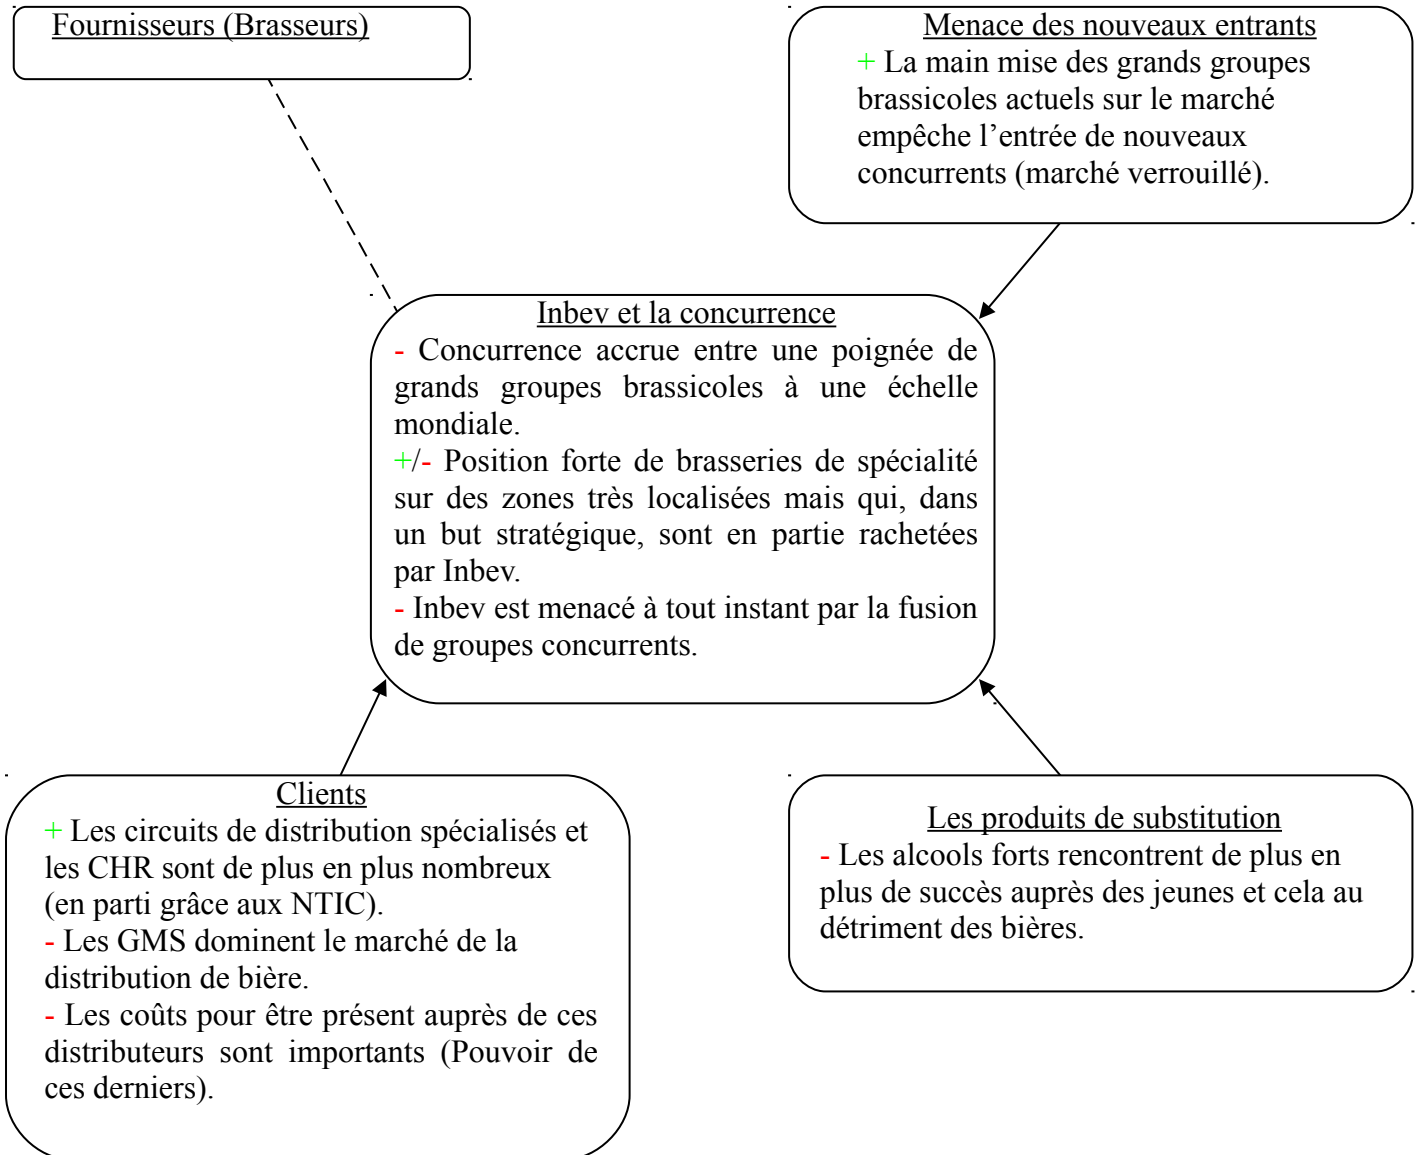 Fournisseurs (Brasseurs)
Menace des nouveaux entrants
+ La main mise des grands groupes
brassicoles actuels sur le marché
empêche l’entrée de nouveaux
concurrents (marché verrouillé).
Inbev et la concurrence
- Concurrence accrue entre une poignée de
grands groupes brassicoles à une échelle
mondiale.
+/- Position forte de brasseries de spécialité
sur des zones très localisées mais qui, dans
un but stratégique, sont en partie rachetées
par Inbev.
- Inbev est menacé à tout instant par la fusion
de groupes concurrents.
Clients
+ Les circuits de distribution spécialisés et
les CHR sont de plus en plus nombreux
(en parti grâce aux NTIC).
- Les GMS dominent le marché de la
distribution de bière.
- Les coûts pour être présent auprès de ces
distributeurs sont importants (Pouvoir de
ces derniers).
Les produits de substitution
- Les alcools forts rencontrent de plus en
plus de succès auprès des jeunes et cela au
détriment des bières.